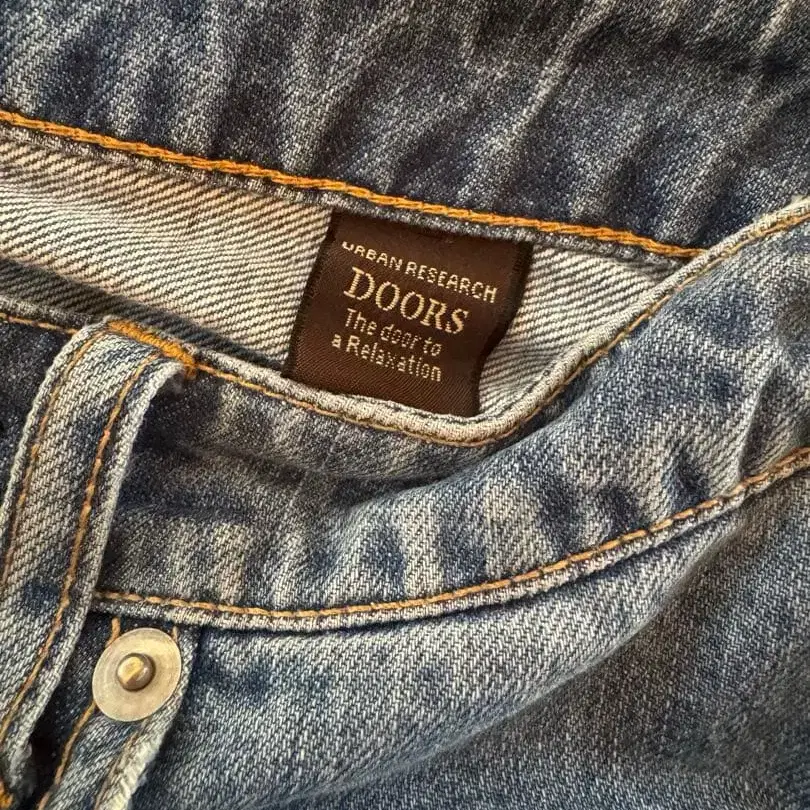 URBAN RESEARCH
DOORS
The door to
a Relaxation